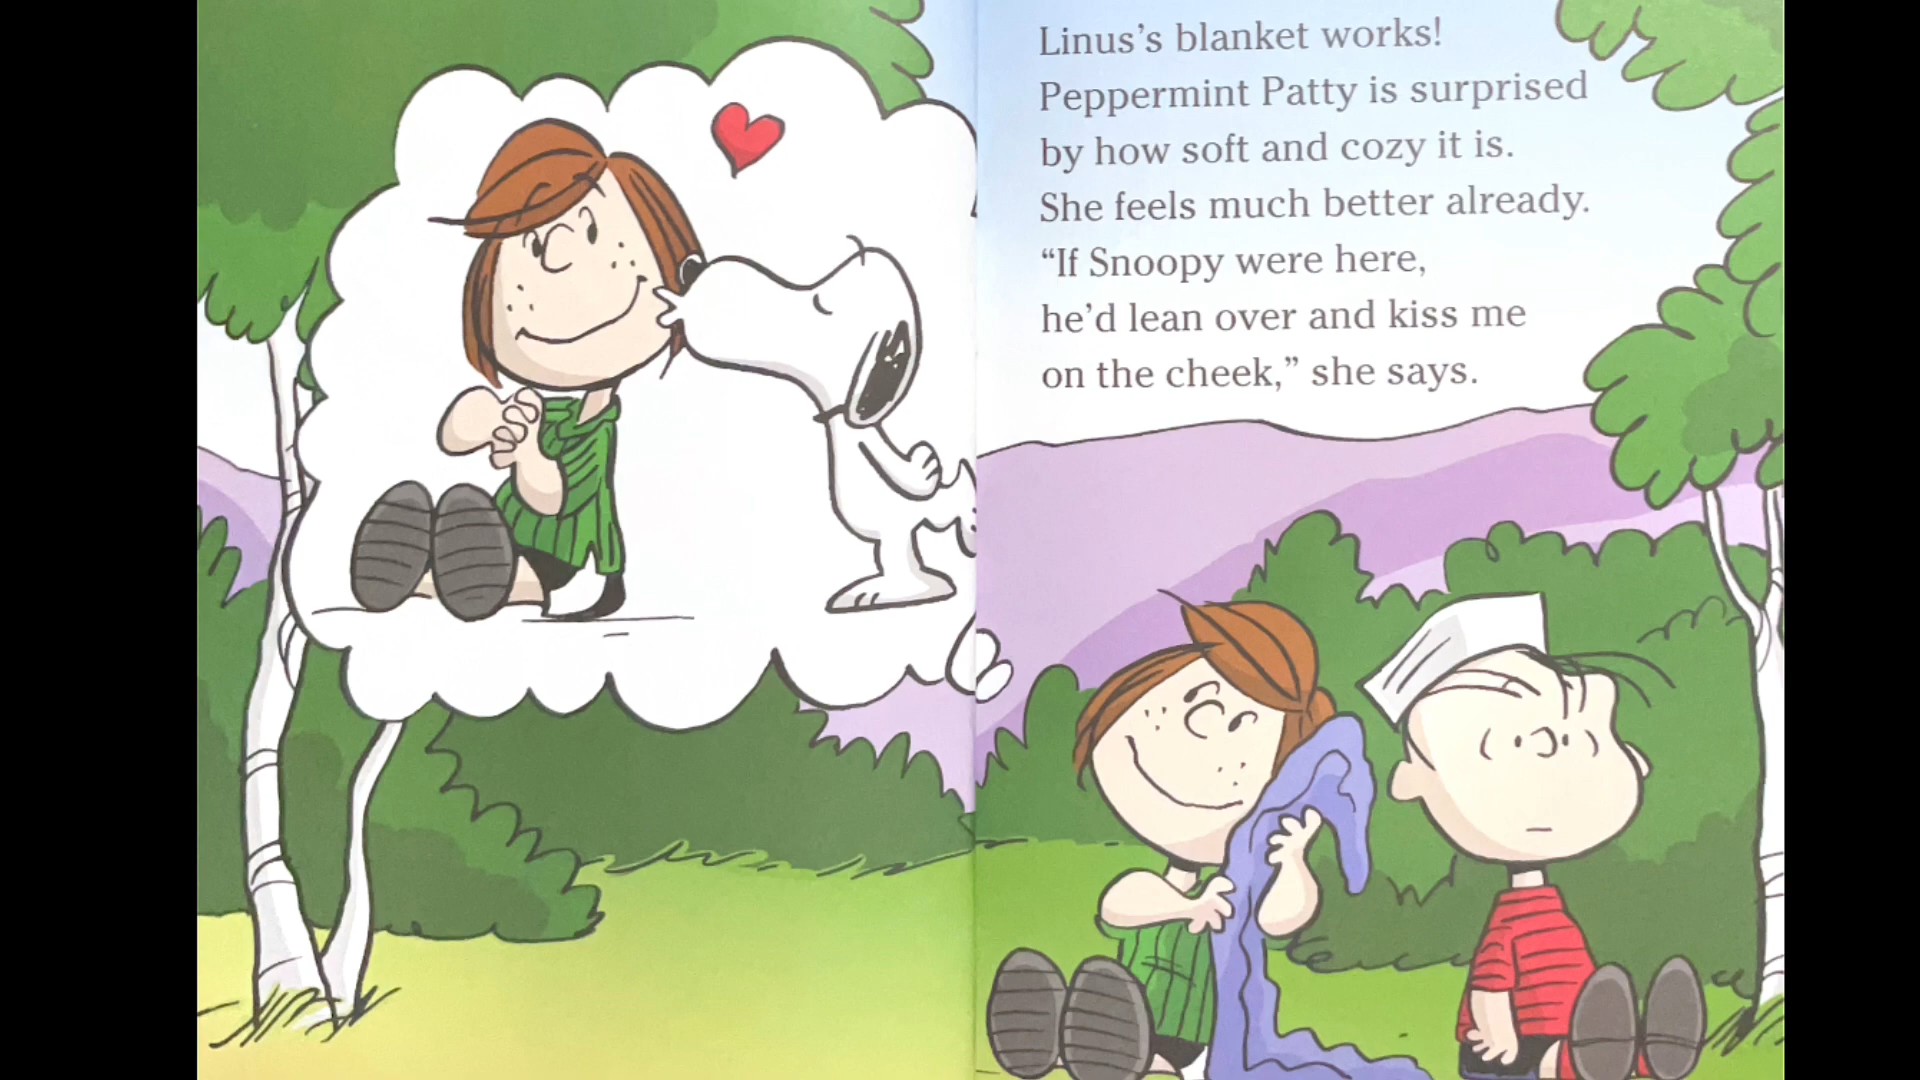 Linus’s blanket works!
Peppermint Patty is surprised
by how soft and cozy it is.
She feels much better already.
“If Snoopy were here,
he’d lean over and kiss me
on the cheek,” she says.